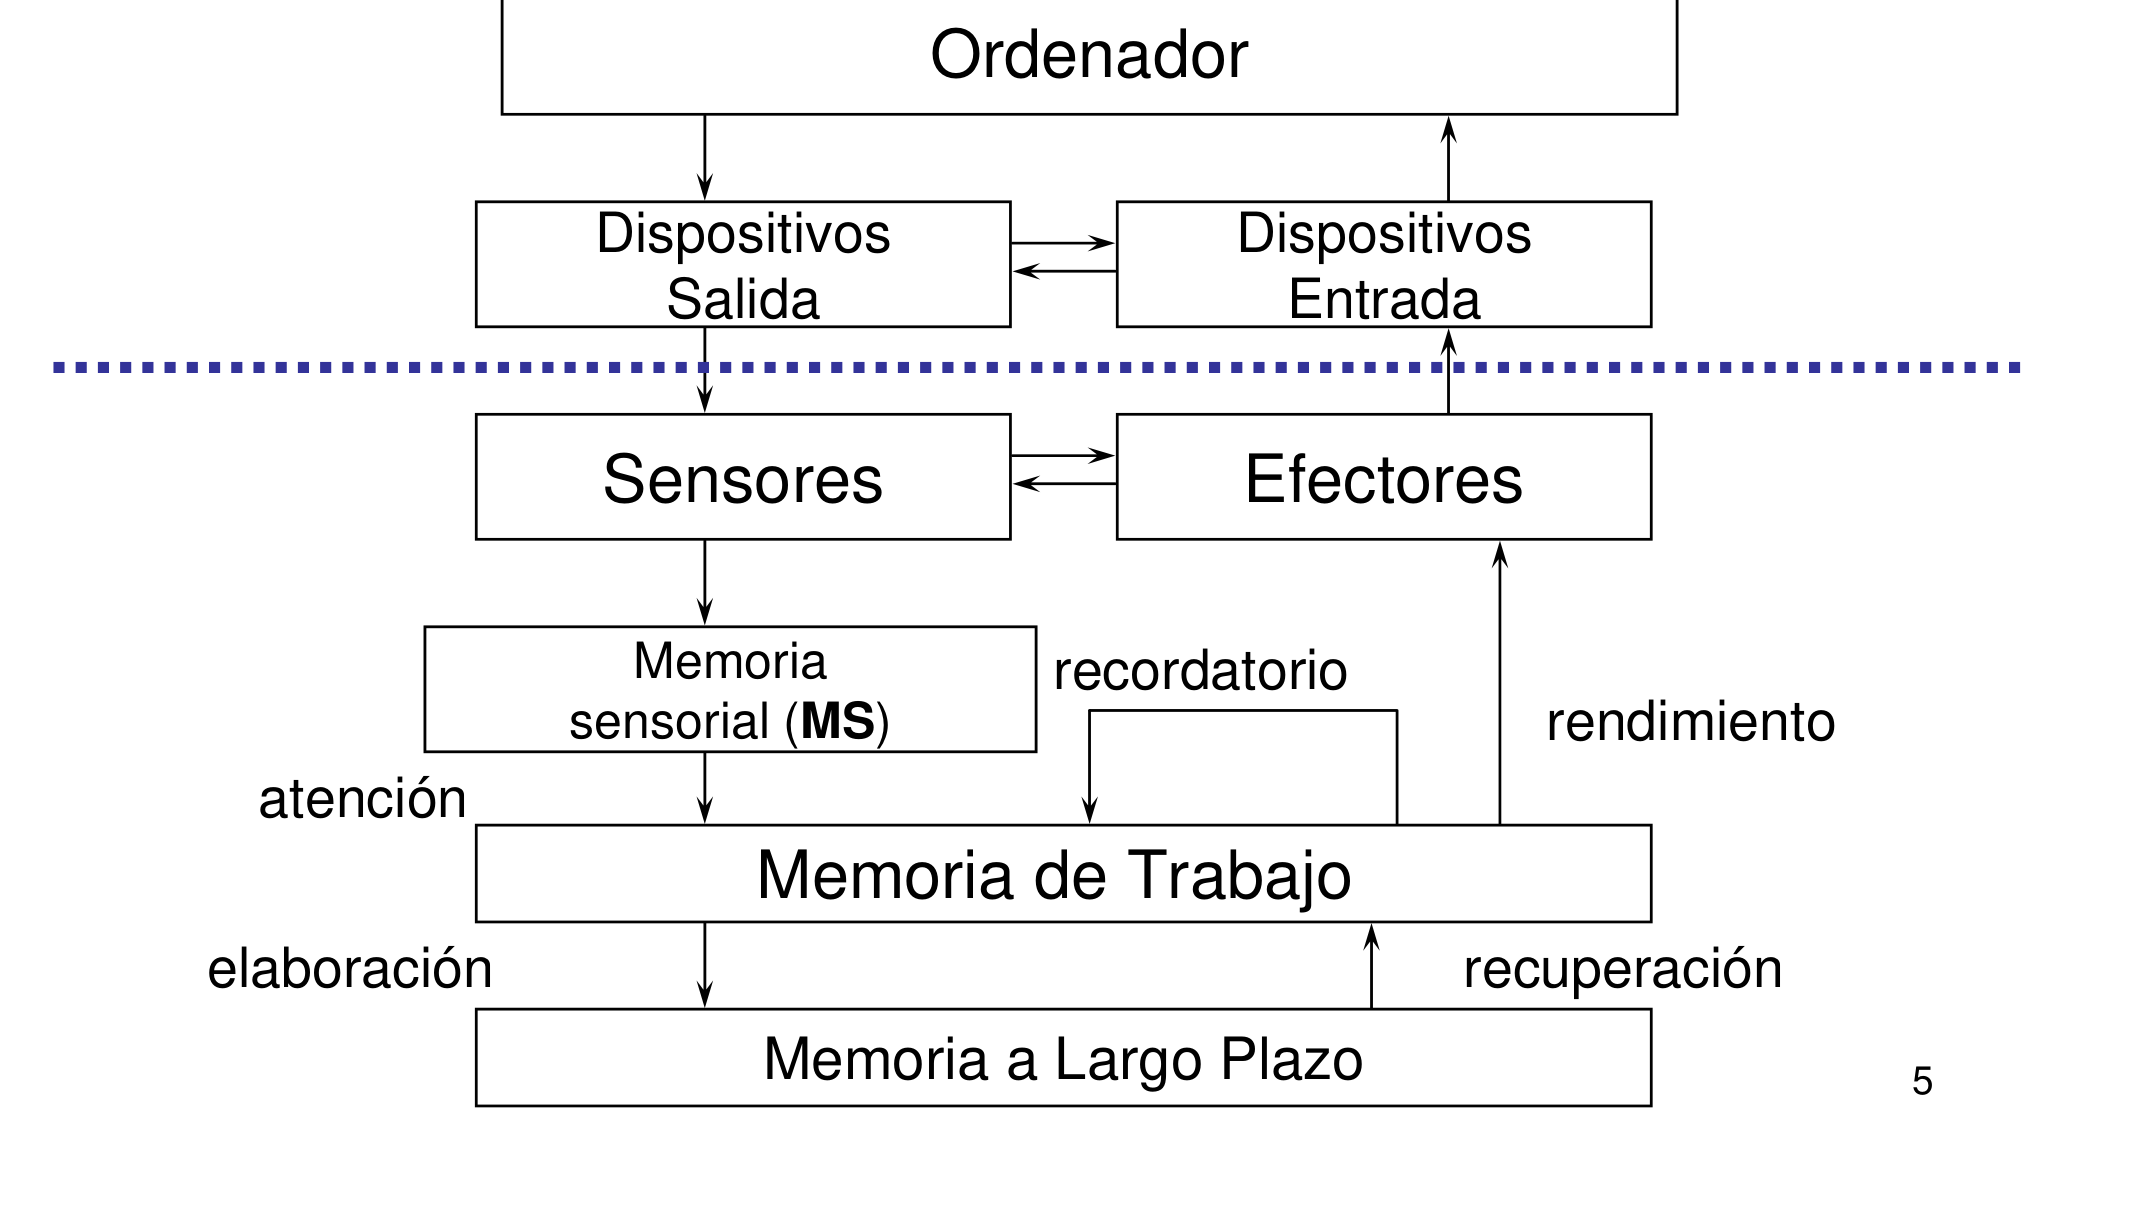 Ordenador
Dispositivos
Salida
Dispositivos
Entrada
Sensores
Efectores
Memoria
sensorial (MS)
recordatorio
rendimiento
atención
Memoria de Trabajo
elaboración
recuperación
Memoria a Largo Plazo
5